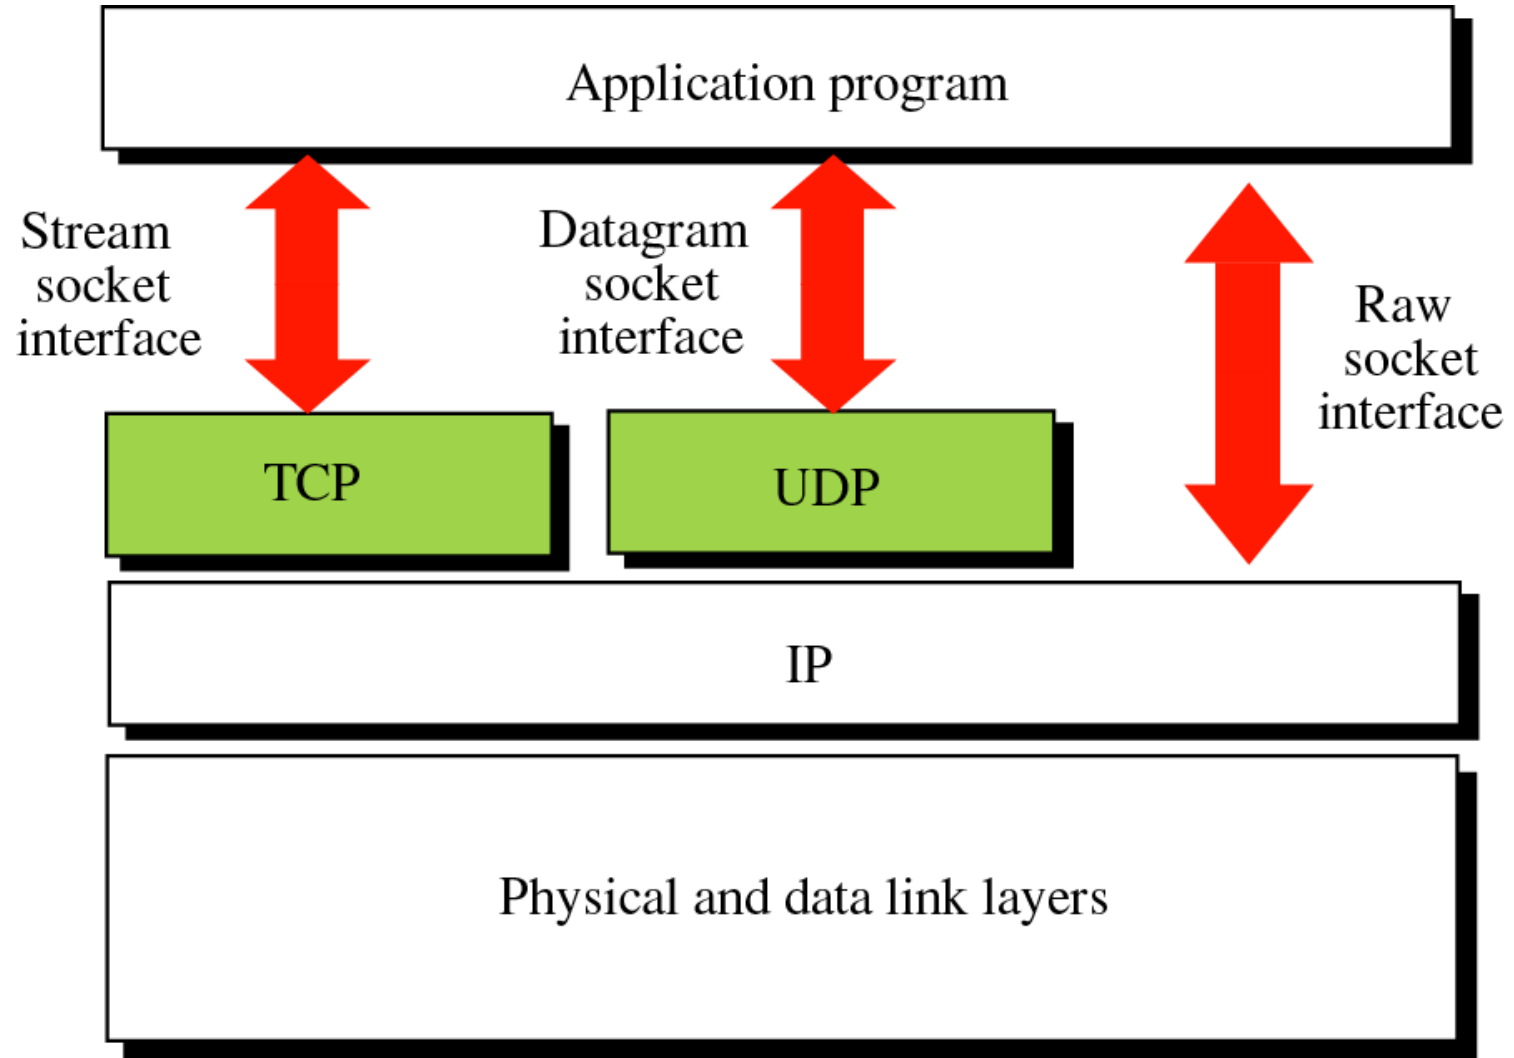 Application program
Stream
socket
interface
Datagram
socket
interface
Raw
socket
interface
TCP
UDP
IP
Physical and data link layers